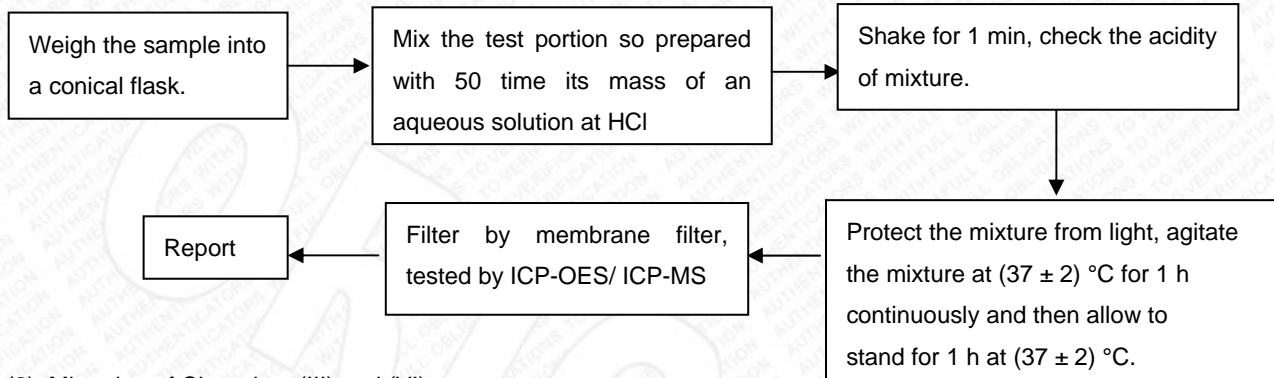 Weigh the sample into
a conical flask.
Mix the test portion so prepared
with 50 time its mass of an
aqueous solution at HCl
Shake for 1 min, check the acidity
of mixture.
Protect the mixture from light, agitate
the mixture at (37 ± 2) °C for 1 h
continuously and then allow to
stand for 1 h at (37 ± 2) °C.
Filter by membrane filter,
tested by ICP-OES/ ICP-MS
Report